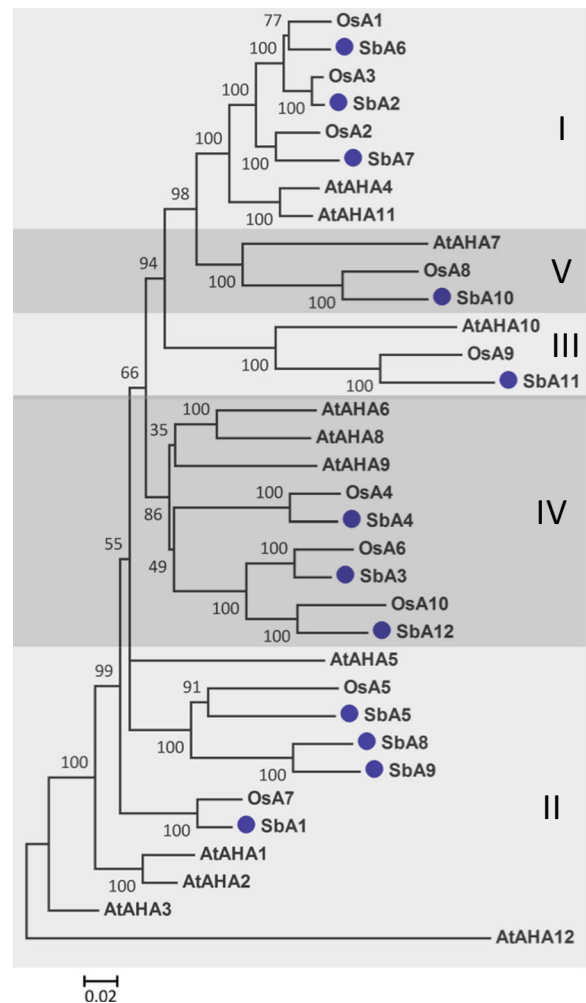 77 OsA1
100 SbA6
OsA3
100 100 SbA2
OsA2 I
100 100 SbA7
98 AtAHA4
100 AtAHA11
94 AtAHA7
100 OsA8 V
100 SbA10
AtAHA10
66 100 OsA9 III
100 SbA11
100 AtAHA6
35 AtAHA8
AtAHA9
86 100 OsA4 IV
SbA4
55 49 100 OsA6
SbA3
100 OsA10
100 SbA12
99 AtAHA5
91 OsA5
SbA5
100 100 SbA8
100 SbA9
OsA7 II
100 SbA1
AtAHA1
100 AtAHA2
AtAHA3
AtAHA12
0.02